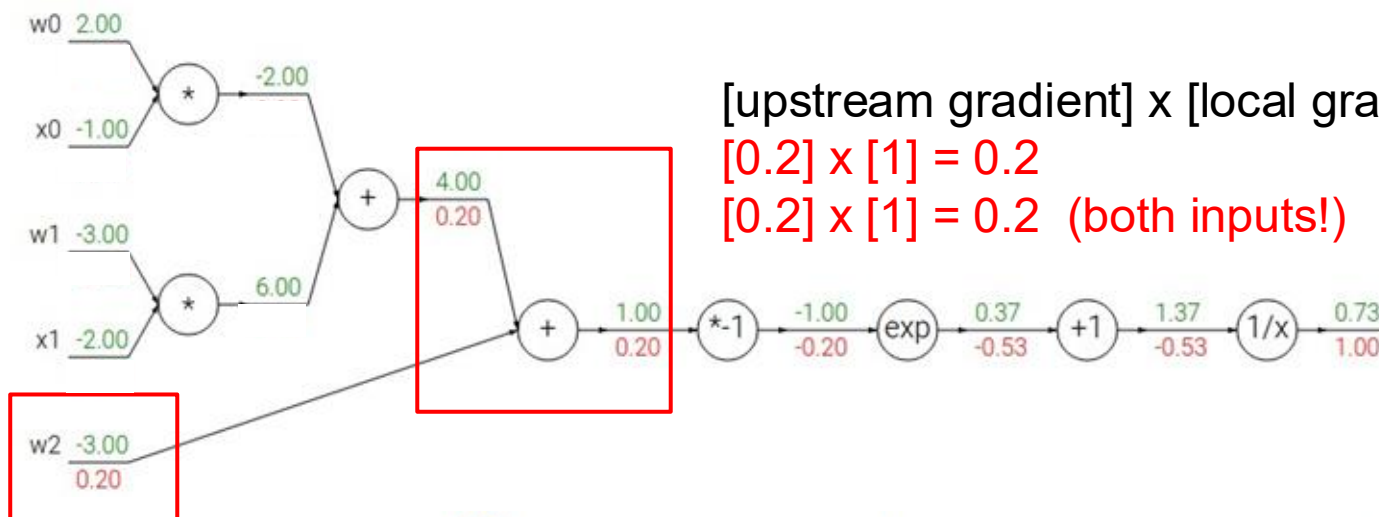 w0 2.00
-2.00
*
x0 -1.00
[upstream gradient] x [local gra
[0.2] x [1] = 0.2
[0.2] x [1] = 0.2 (both inputs!)
4.00
+
0.20
w1 -3.00
6.00
*
x1 -2.00
1.00 -1.00 0.37 1.37 0.73
+ *-1 exp +1 1/x
0.20 -0.20 -0.53 -0.53 1.00
w2 -3.00
0.20